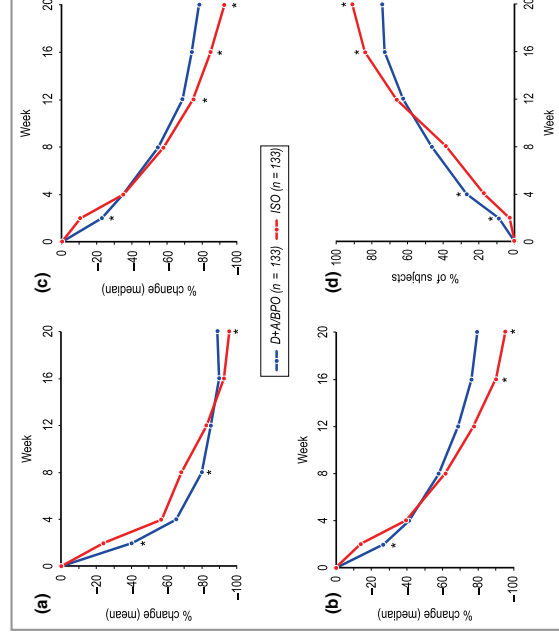 (a)
Week
0 4 8 12 16 20
0
−20
−40
−60
−80
−100
% change (mean)
*
*
*
(c)
Week
0 4 8 12 16 20
0
−20
−40
−60
−80
−100
% change (median)
*
*
*
*
D+A/BPO (n = 133) ISO (n = 133)
(b)
Week
0 4 8 12 16 20
0
−20
−40
−60
−80
−100
% change (median)
*
*
*
(d)
100
80
60
40
20
0
% of subjects
*
*
*
*
0 4 8 12 16 20
Week